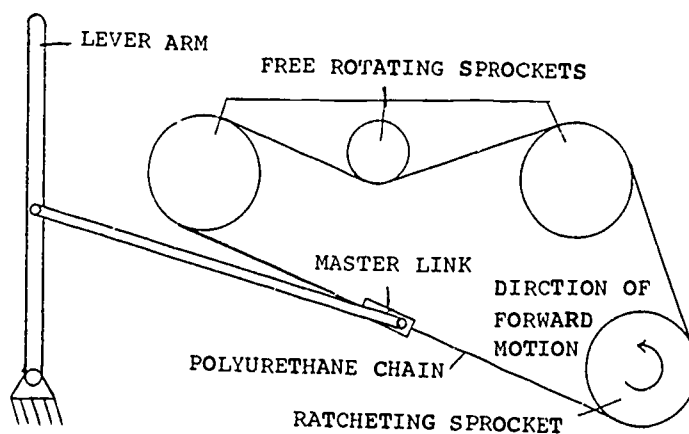 LEVER ARM
FREE ROTATING SPROCKETS
MASTER LINK
DIRCTION OF
FORWARD
MOTION
POLYURETHANE CHAIN
RATCHETING SPROCKET